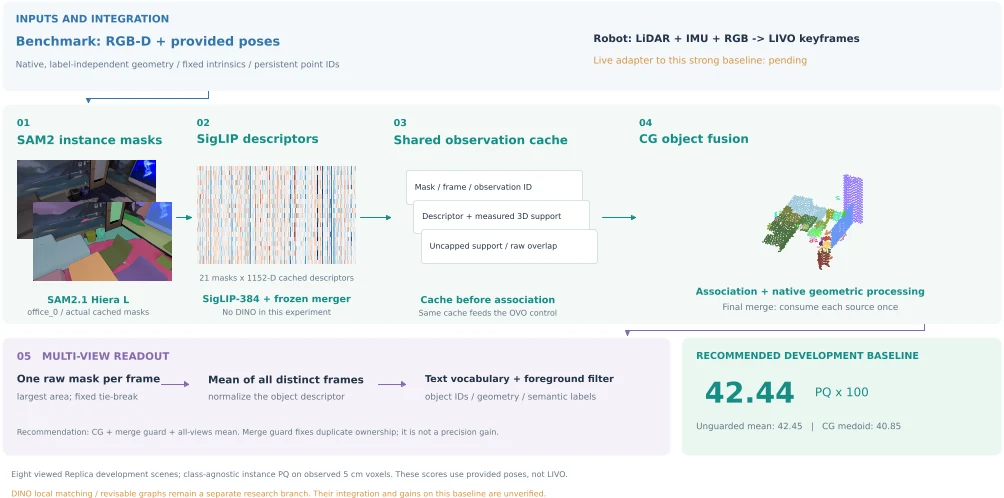 INPUTS AND INTEGRATION
Benchmark: RGB-D + provided poses
Native, label-independent geometry / fixed intrinsics / persistent point IDs
Robot: LiDAR + IMU + RGB -> LIVO keyframes
Live adapter to this strong baseline: pending
01
SAM2 instance masks
SAM2.1 Hiera L
office_0 / actual cached masks
02
SigLIP descriptors
21 masks x 1152-D cached descriptors
SigLIP-384 + frozen merger
No DINO in this experiment
03
Shared observation cache
Mask / frame / observation ID
Descriptor + measured 3D support
Uncapped support / raw overlap
Cache before association
Same cache feeds the OVO control
04
CG object fusion
Association + native geometric processing
Final merge: consume each source once
05 MULTI-VIEW READOUT
One raw mask per frame
largest area; fixed tie-break
Mean of all distinct frames
normalize the object descriptor
Text vocabulary + foreground filter
object IDs / geometry / semantic labels
Recommendation: CG + merge guard + all-views mean. Merge guard fixes duplicate ownership; it is not a precision gain.
RECOMMENDED DEVELOPMENT BASELINE
42.44 PQ x 100
Unguarded mean: 42.45 | CG medoid: 40.85
Eight viewed Replica development scenes; class-agnostic instance PQ on observed 5 cm voxels. These scores use provided poses, not LIVO.
DINO local matching / revisable graphs remain a separate research branch. Their integration and gains on this baseline are unverified.